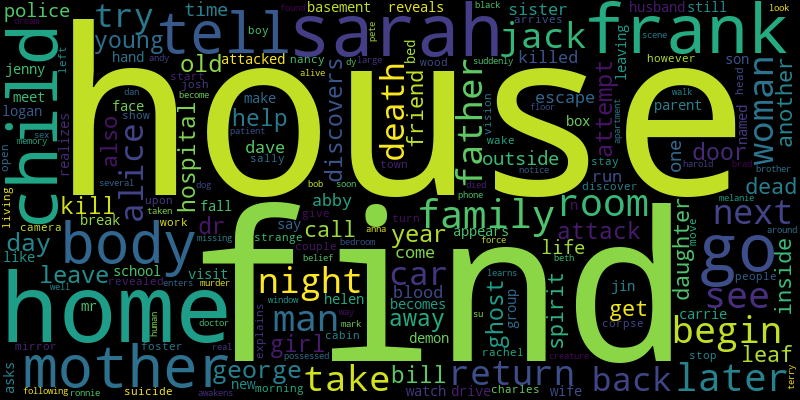 police
time
basement reveals
husband still
black
found
dream
boy
sister
pete
look
try
tell
sarah
frank
child
house
jenny
young
hand
attacked
nancy
jack
arrives
scene
meet
old
josh
start
bed
wood
killed
leaving
however
son
left
andy
alive
large
dy
suddenly
woman
another
logan
dan
become
face
make
death
friend
father
vision
escape
attempt
parent
named
head
walk
brad
sex
memory
show
help
patient
floor
box
apartment
realizes
also
alice
hospital
dave
sally
discovers
town
wake
outside
one
door
brother
open
upon
dog
several
bob
soon
phone
died
notice
stay
run
discover
harold
melanie
dead
living
kill
taken
work
abby
family
room
next
camera
break
dr
fall
give
turn
anna
appears
attack
around
day
body
missing
say
call
year
rn
daughter
move
like
school
strange
couple
come
life
go
leave
visit
bedroom
force
beth
people
inside
well
revealed
enters
murder
belief
find
learns
see
home
mr
night
car
away
ghost
spirit
jin
get
human
doctor
window
helen
blood
group
corpse
carrie
mirror
foster
real
explains
man
mark
way
becomes
su
begin
mother
girl
cabin
demon
rachel
creature
stop
leaf
asks
george
possessed
take
bill
return
back
later
following
ronnie
suicide
awakens
new
morning
watch
drive
charles
wife
terry